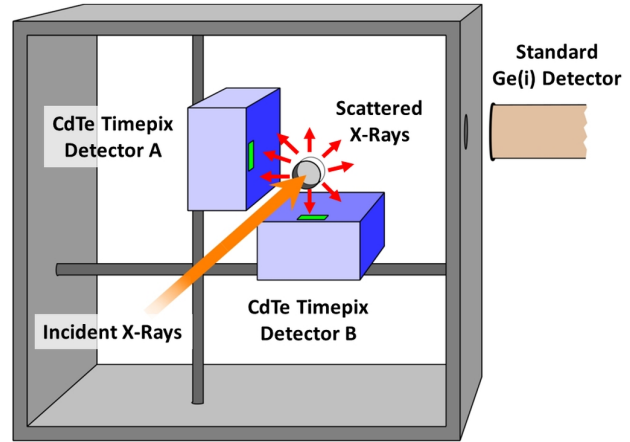 Standard
Ge(i) Detector
CdTe Timepix
Detector A
Scattered
X-Rays
Incident X-Rays
CdTe Timepix
Detector B